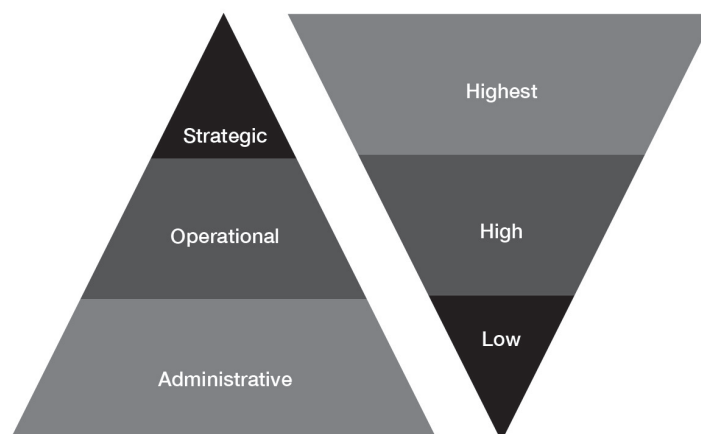 Strategic
Operational
Administrative
Highest
High
Low